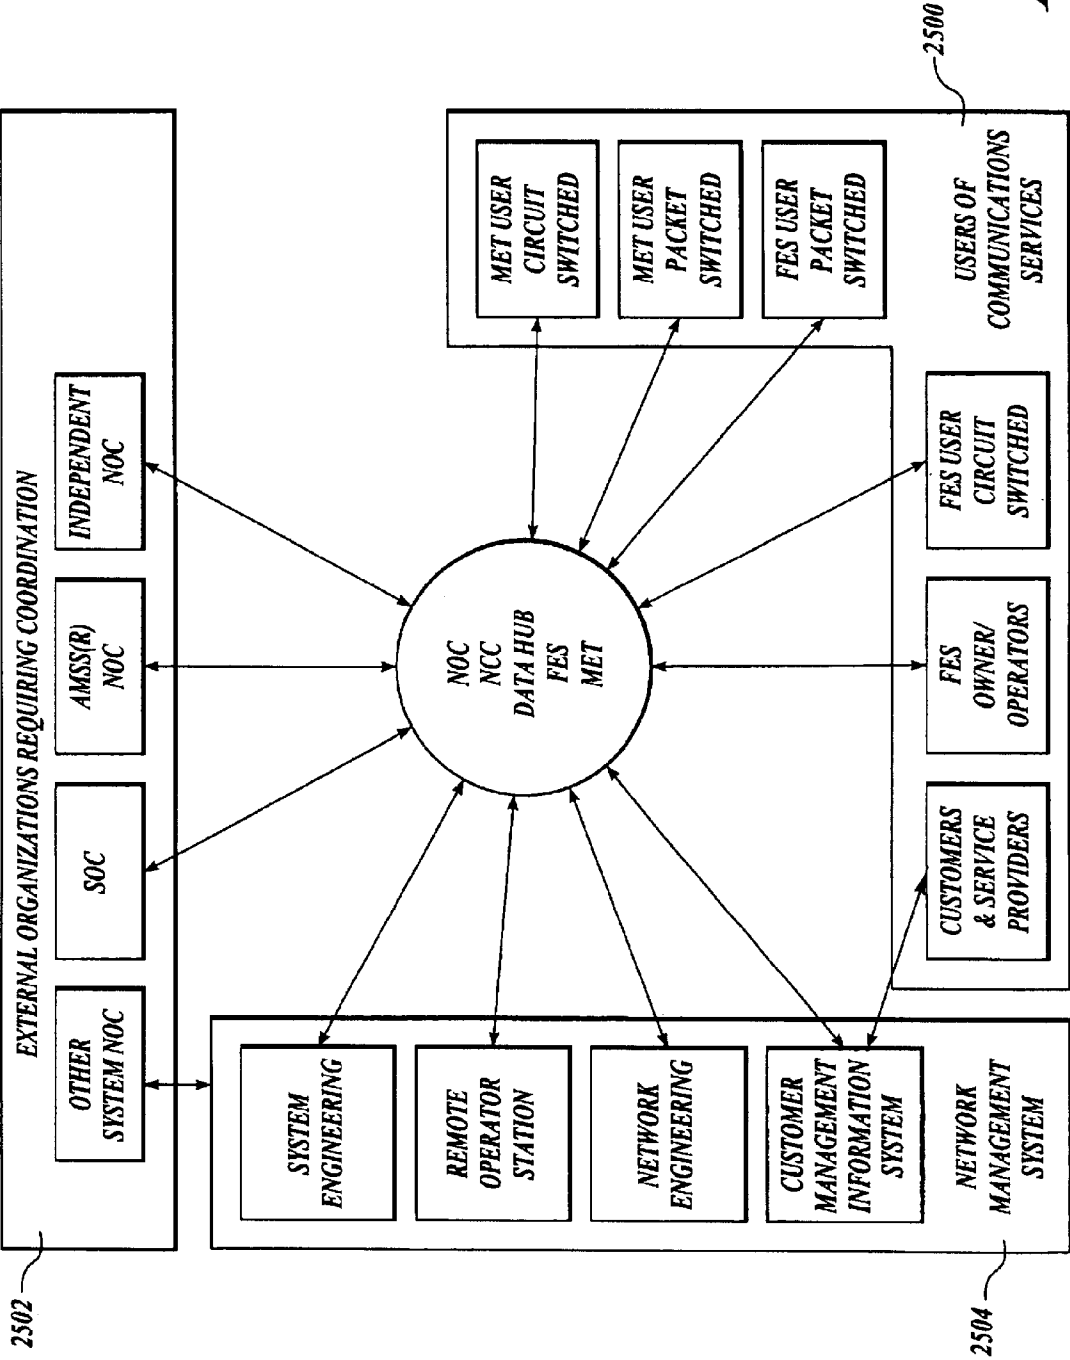 2502
EXTERNAL ORGANIZATIONS REQUIRING COORDINATION
OTHER
SYSTEM NOC
SOC
AMSS(R)
NOC
INDEPENDENT
NOC
SYSTEM
ENGINEERING
REMOTE
OPERATOR
STATION
NETWORK
ENGINEERING
CUSTOMER
MANAGEMENT
INFORMATION
SYSTEM
NETWORK
MANAGEMENT
SYSTEM
2504
NOC
NCC
DATA HUB
FES
MET
MET USER
CIRCUIT
SWITCHED
MET USER
PACKET
SWITCHED
FES USER
PACKET
SWITCHED
CUSTOMERS
& SERVICE
PROVIDERS
FES
OWNER/
OPERATORS
FES USER
CIRCUIT
SWITCHED
USERS OF
COMMUNICATIONS
SERVICES
2500